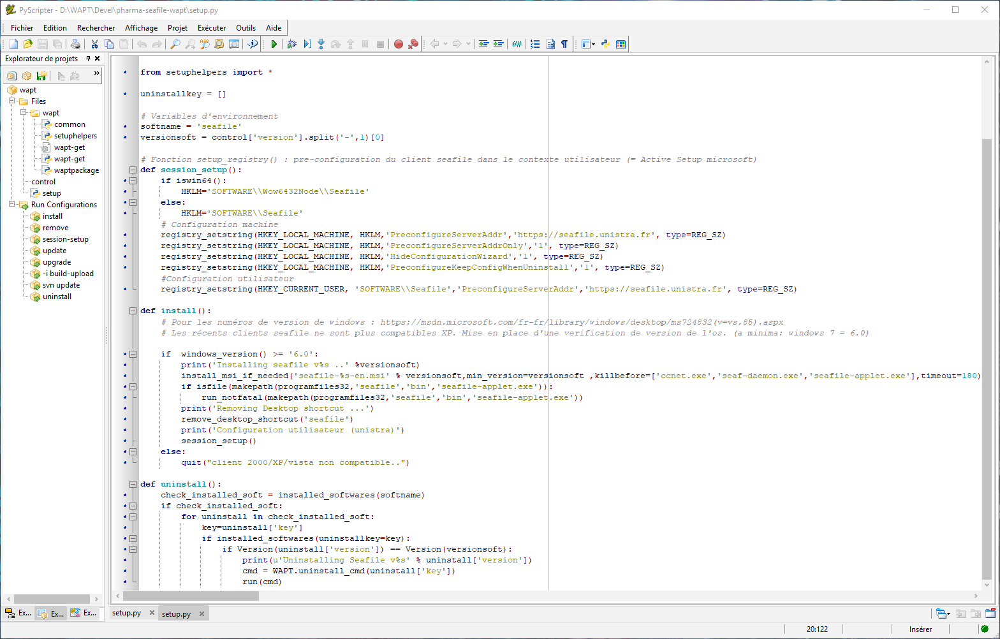 PyScripter - D:\WAPT\Devel\pharma-seafile-wapt\setup.py
Fichier Edition Rechercher Affichage Projet Exécuter Outils Aide
Explorateur de projets
wapt
Files
wapt
common
setuphelpers
wapt-get
wapt-get
waptpackage
control
setup
Run Configurations
install
remove
session-setup
update
upgrade
-i build-upload
svn update
uninstall
Ex... Ex... Ex...
from setuphelpers import *
uninstallkey = []
# Variables d'environnement
softname = 'seafile'
versionsoft = control['version'].split('-',1)[0]
# Fonction setup_registry() : pre-configuration du client seafile dans le contexte utilisateur (= Active Setup microsoft)
def session_setup():
if iswin64():
HKLM='SOFTWARE\\Wow6432Node\\Seafile'
else:
HKLM='SOFTWARE\\Seafile'
# Configuration machine
registry_setstring(HKEY_LOCAL_MACHINE, HKLM,'PreconfigureServerAddr','https://seafile.unistra.fr', type=REG_SZ)
registry_setstring(HKEY_LOCAL_MACHINE, HKLM,'PreconfigureServerAddrOnly','1', type=REG_SZ)
registry_setstring(HKEY_LOCAL_MACHINE, HKLM,'HideConfigurationWizard','1', type=REG_SZ)
registry_setstring(HKEY_LOCAL_MACHINE, HKLM,'PreconfigureKeepConfigWhenUninstall','1', type=REG_SZ)
#Configuration utilisateur
registry_setstring(HKEY_CURRENT_USER, 'SOFTWARE\\Seafile','PreconfigureServerAddr','https://seafile.unistra.fr', type=REG_SZ)
def install():
# Pour les numéros de version de windows : https://msdn.microsoft.com/fr-fr/library/windows/desktop/ms724832(v=vs.85).aspx
# Les récents clients seafile ne sont plus compatibles XP. Mise en place d'une verification de version de l'os. (a minima: windows 7 = 6.0)
if  windows_version() >= '6.0':
print('Installing seafile v%s ..' %versionsoft)
install_msi_if_needed('seafile-%s-en.msi' % versionsoft,min_version=versionsoft ,killbefore=['ccnet.exe','seaf-daemon.exe','seafile-applet.exe'],timeout=180)
if isfile(makepath(programfiles32,'seafile','bin','seafile-applet.exe')):
run_notfatal(makepath(programfiles32,'seafile','bin','seafile-applet.exe'))
print('Removing Desktop shortcut ...')
remove_desktop_shortcut('seafile')
print('Configuration utilisateur (unistra)')
session_setup()
else:
quit("client 2000/XP/vista non compatible..")
def uninstall():
check_installed_soft = installed_softwares(softname)
if check_installed_soft:
for uninstall in check_installed_soft:
key=uninstall['key']
if installed_softwares(uninstallkey=key):
if Version(uninstall['version']) == Version(versionsoft):
print(u'Uninstalling Seafile v%s' % uninstall['version'])
cmd = WAPT.uninstall_cmd(uninstall['key'])
run(cmd)
setup.py setup.py
20:122 Insérer